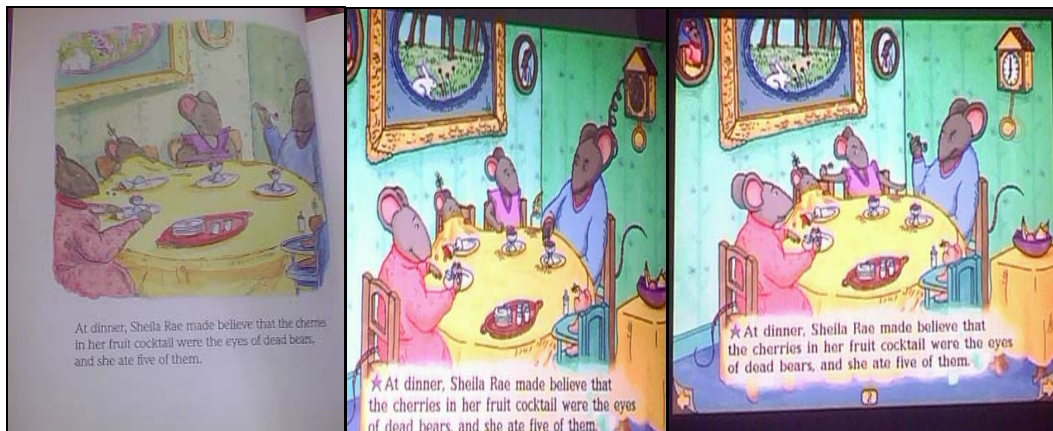 At dinner, Sheila Rae made believe that the cherries
in her fruit cocktail were the eyes of dead bears,
and she ate five of them.
★At dinner, Sheila Rae made believe that
the cherries in her fruit cocktail were the eyes
of dead bears, and she ate five of them.
★At dinner, Sheila Rae made believe that
the cherries in her fruit cocktail were the eyes
of dead bears, and she ate five of them.
2